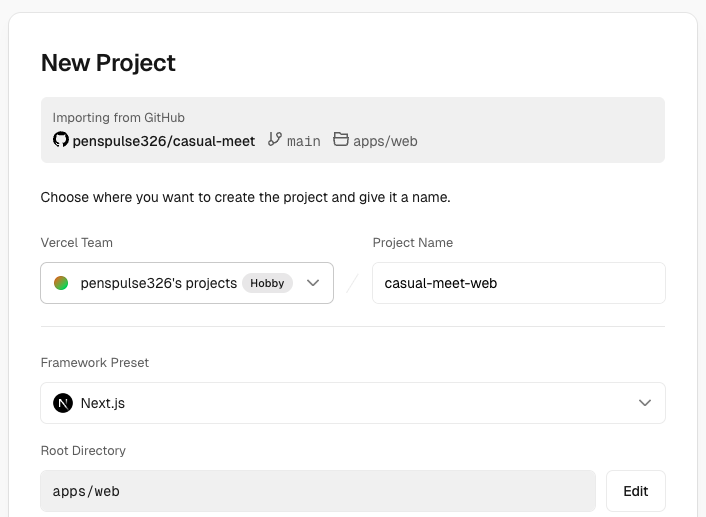 New Project
Importing from GitHub
penspulse326/casual-meet main apps/web
Choose where you want to create the project and give it a name.
Vercel Team Project Name
penspulse326's projects Hobby / casual-meet-web
Framework Preset
N Next.js
Root Directory
apps/web Edit